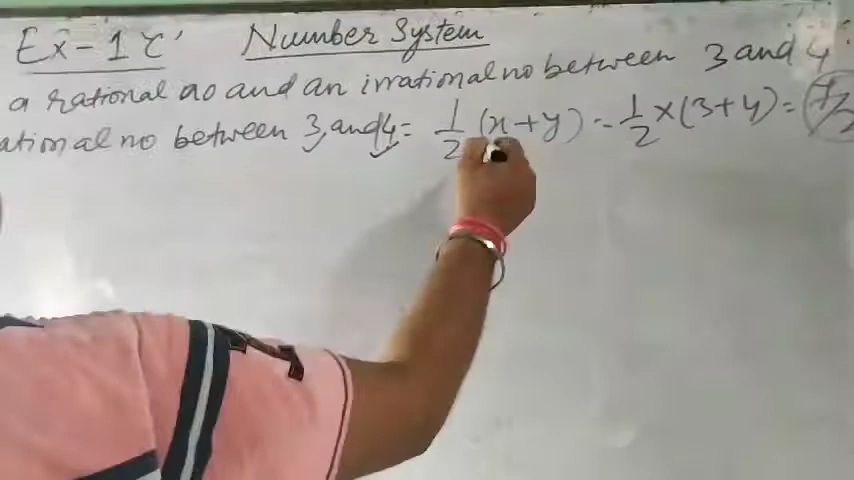 Ex-1C' Number System
a rational no and an irrational no between 3 and 4
ational no between 3 and 4 = 1/2 (x+y) = 1/2 × (3+4) = 7/2